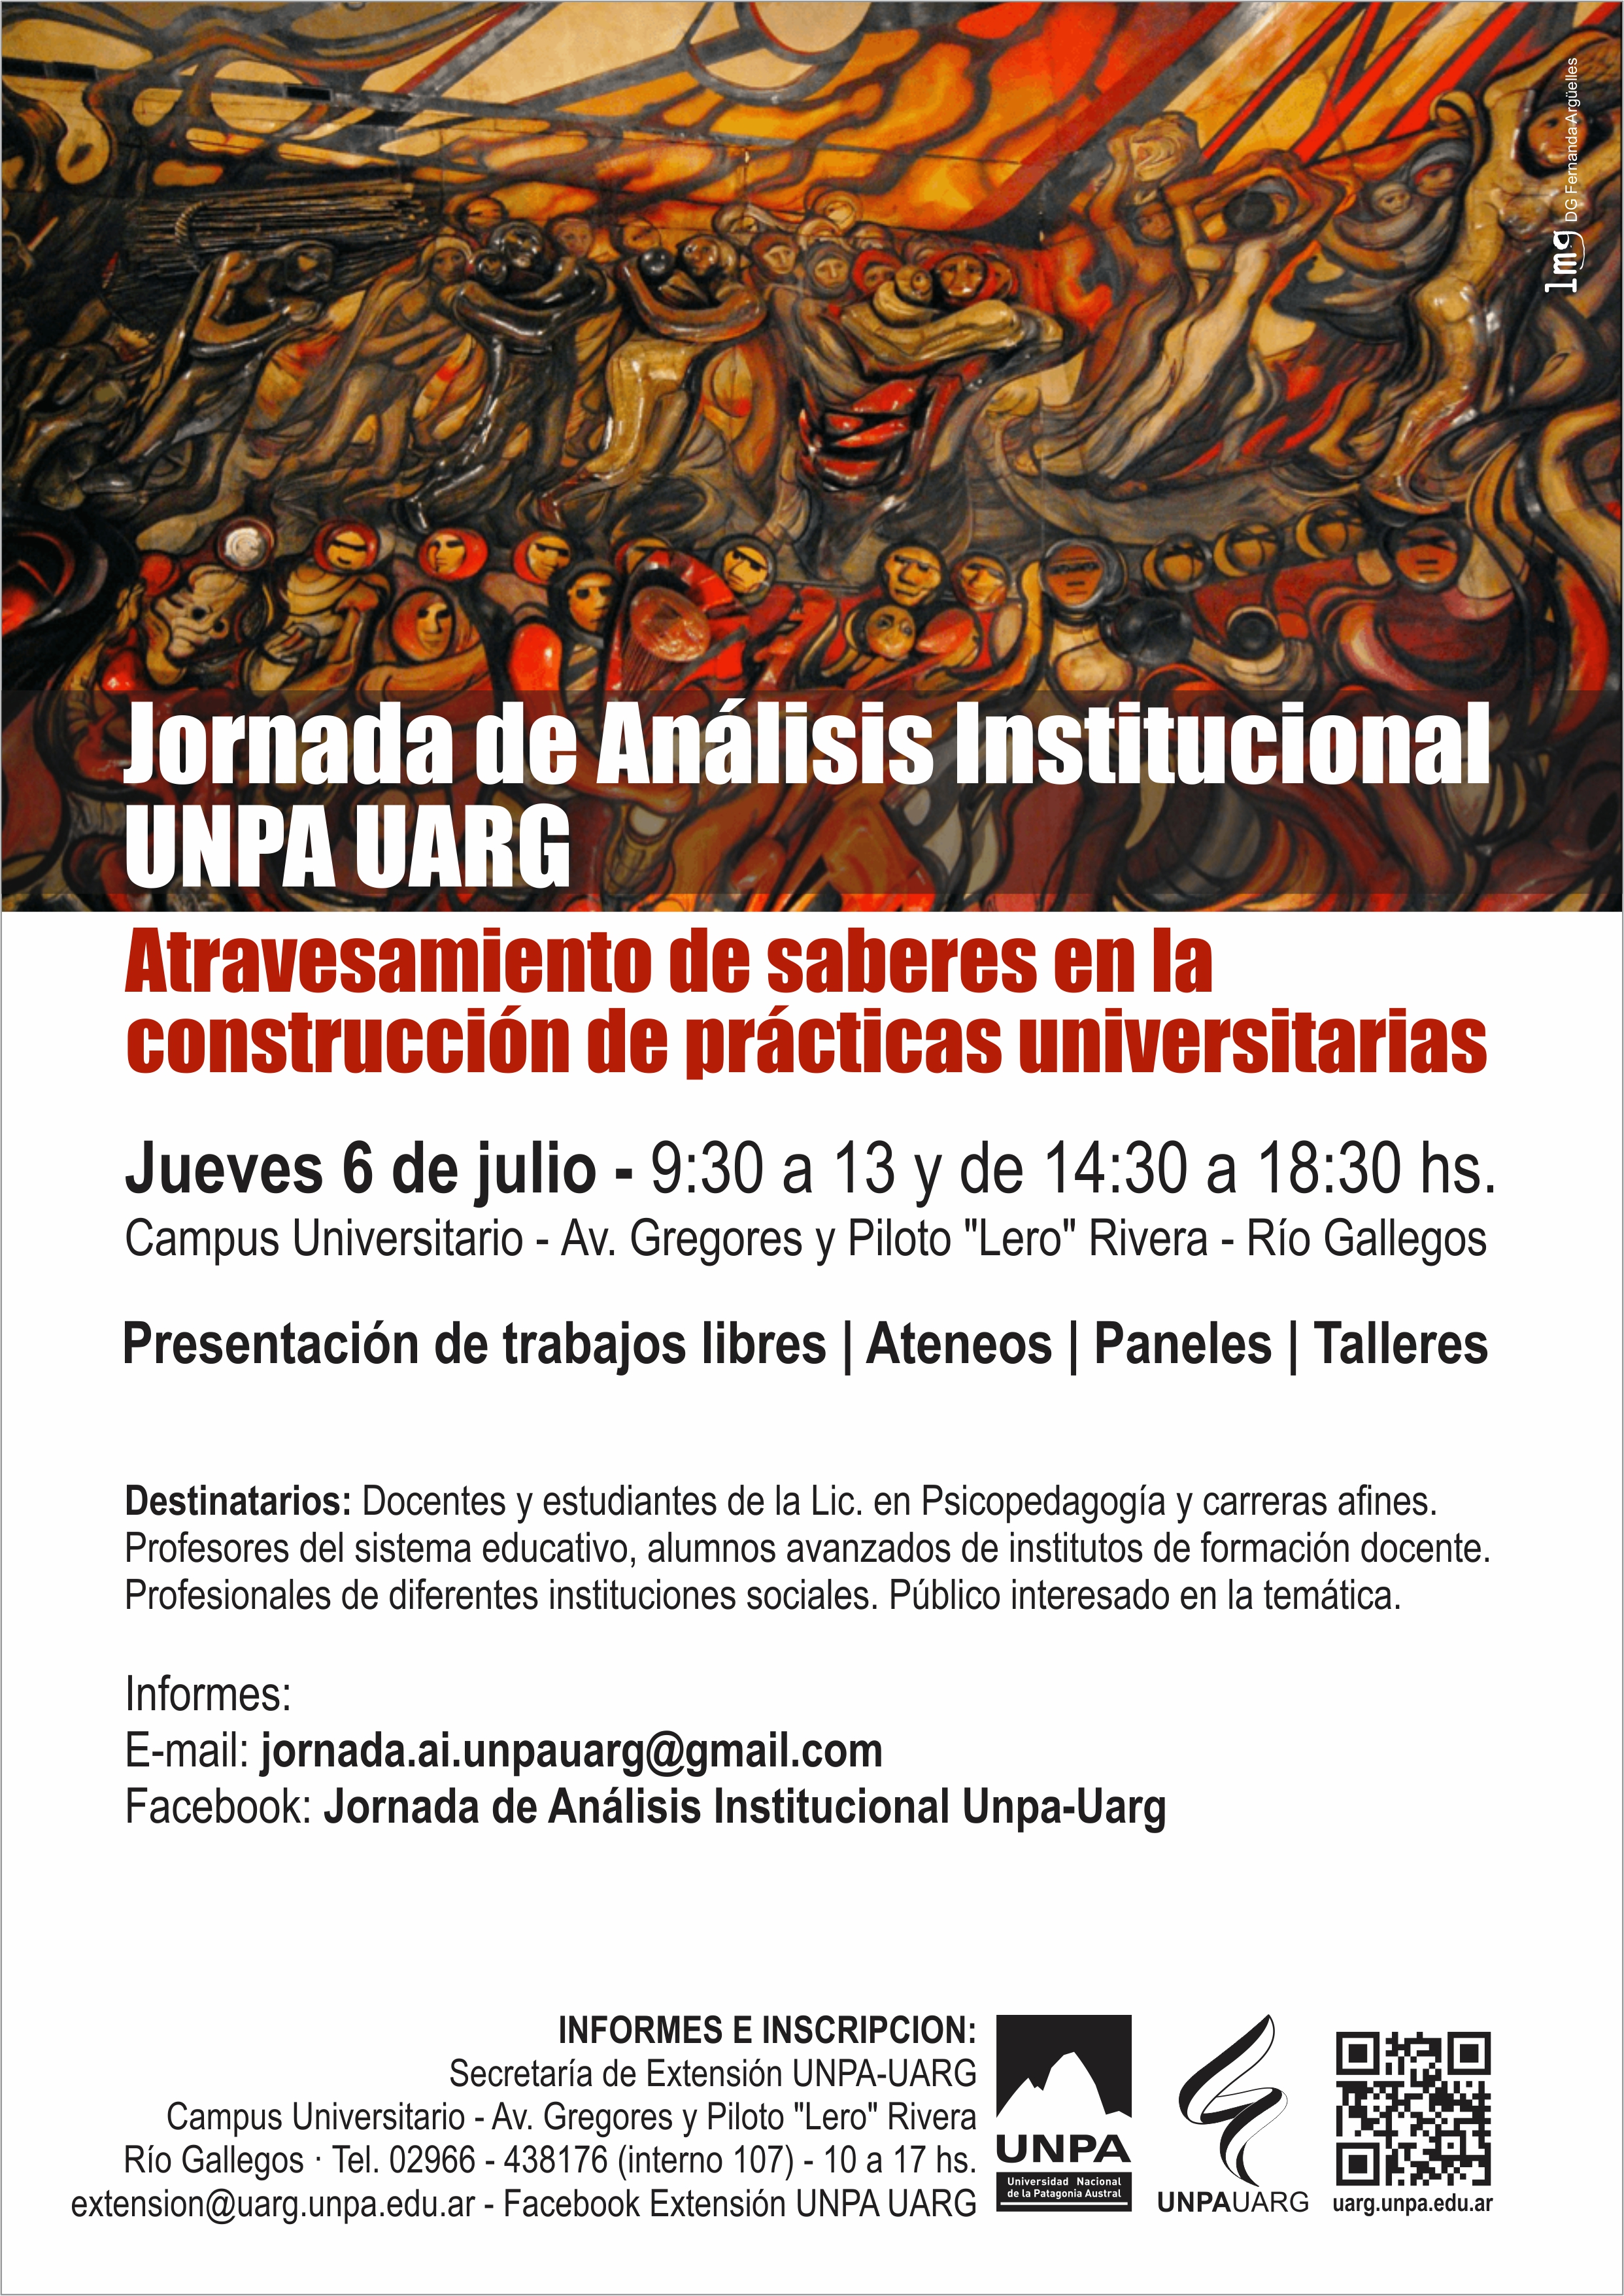 lmg DG Fernanda Argüelles
Jornada de Análisis Institucional
UNPA UARG
Atravesamiento de saberes en la
construcción de prácticas universitarias
Jueves 6 de julio - 9:30 a 13 y de 14:30 a 18:30 hs.
Campus Universitario - Av. Gregores y Piloto "Lero" Rivera - Río Gallegos
Presentación de trabajos libres | Ateneos | Paneles | Talleres
Destinatarios: Docentes y estudiantes de la Lic. en Psicopedagogía y carreras afines.
Profesores del sistema educativo, alumnos avanzados de institutos de formación docente.
Profesionales de diferentes instituciones sociales. Público interesado en la temática.
Informes:
E-mail: jornada.ai.unpauarg@gmail.com
Facebook: Jornada de Análisis Institucional Unpa-Uarg
INFORMES E INSCRIPCION:
Secretaría de Extensión UNPA-UARG
Campus Universitario - Av. Gregores y Piloto "Lero" Rivera
Río Gallegos · Tel. 02966 - 438176 (interno 107) - 10 a 17 hs.
extension@uarg.unpa.edu.ar - Facebook Extensión UNPA UARG
UNPA
Universidad Nacional
de la Patagonia Austral
UNPAUARG
uarg.unpa.edu.ar